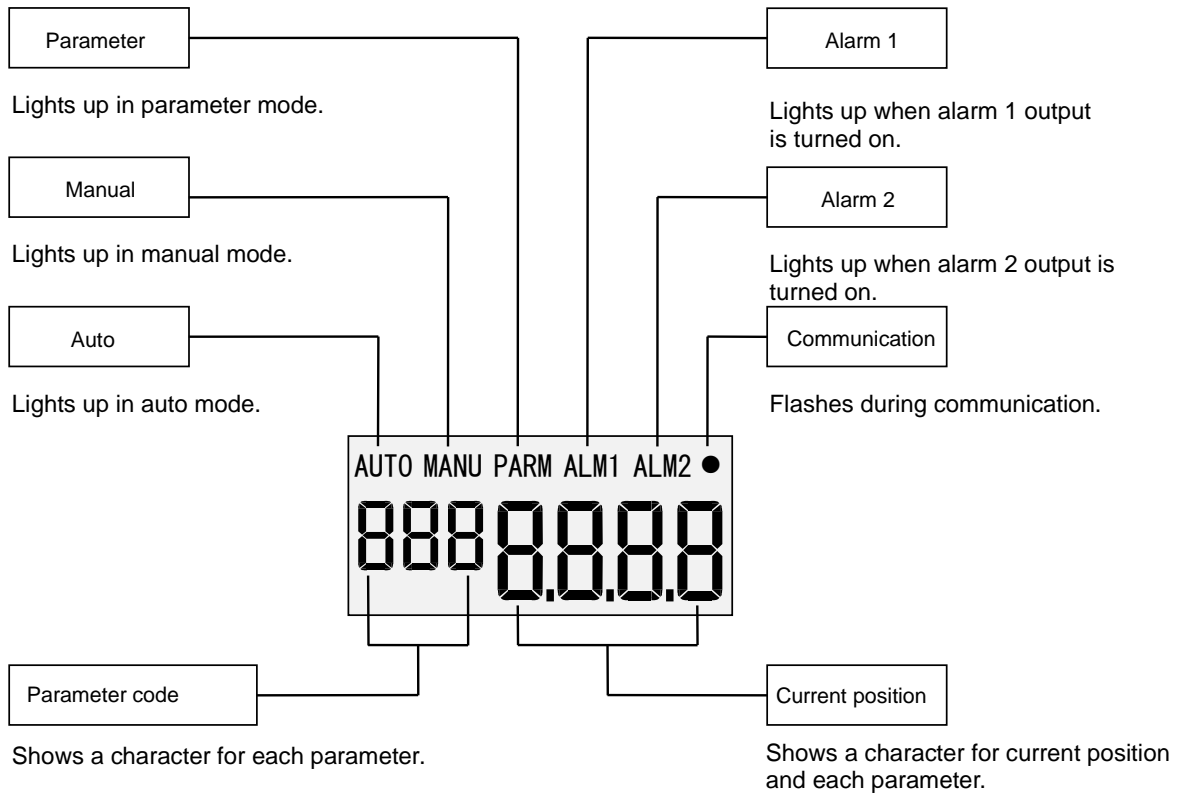 Parameter
Lights up in parameter mode.
Manual
Lights up in manual mode.
Auto
Lights up in auto mode.
Alarm 1
Lights up when alarm 1 output
is turned on.
Alarm 2
Lights up when alarm 2 output is
turned on.
Communication
Flashes during communication.
AUTO MANU PARM ALM1 ALM2 ●
888 8.8.8.8
Parameter code
Shows a character for each parameter.
Current position
Shows a character for current position
and each parameter.